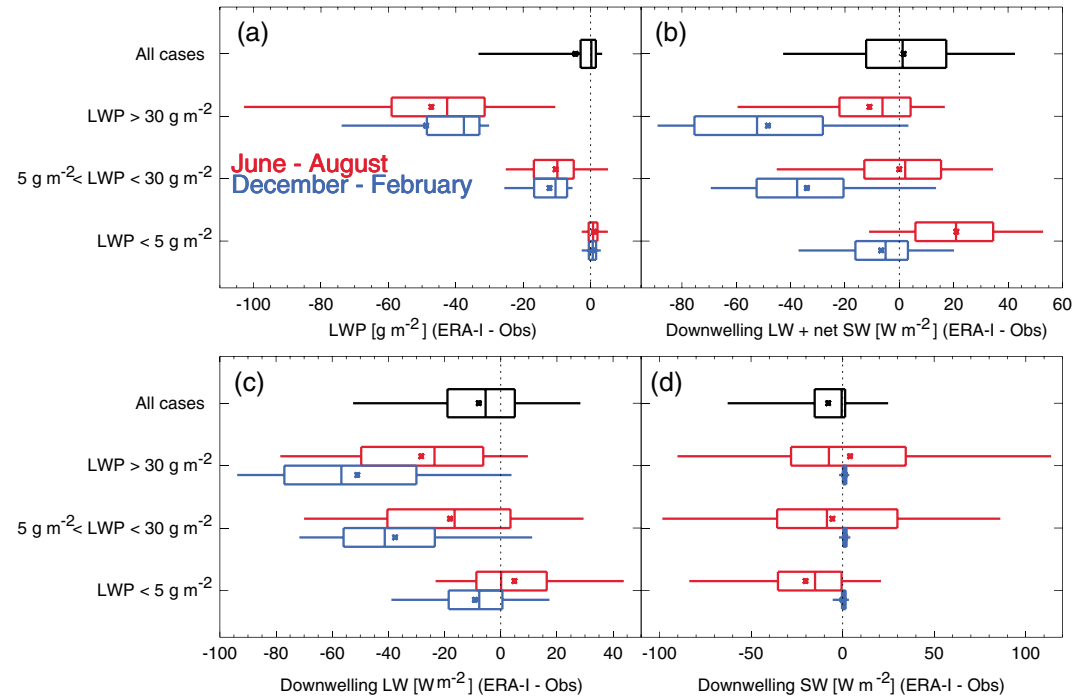 (a)
(b)
All cases
LWP > 30 g m-2
June - August
5 g m-2< LWP < 30 g m-2
December - February
LWP < 5 g m-2
-100 -80 -60 -40 -20 0
-80 -60 -40 -20 0 20 40 60
LWP [g m-2] (ERA-I - Obs)
Downwelling LW + net SW [W m-2] (ERA-I - Obs)
(c)
(d)
All cases
LWP > 30 g m-2
5 g m-2< LWP < 30 g m-2
LWP < 5 g m-2
-100 -80 -60 -40 -20 0 20 40
-100 -50 0 50 100
Downwelling LW [W m-2] (ERA-I - Obs)
Downwelling SW [W m-2] (ERA-I - Obs)